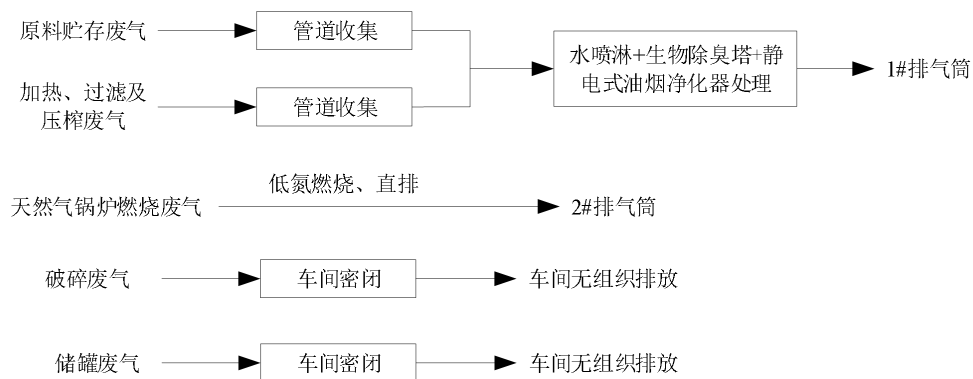 原料贮存废气
管道收集
加热、过滤及
压榨废气
管道收集
水喷淋+生物除臭塔+静
电式油烟净化器处理
1#排气筒
天然气锅炉燃烧废气
低氮燃烧、直排
2#排气筒
破碎废气
车间密闭
车间无组织排放
储罐废气
车间密闭
车间无组织排放